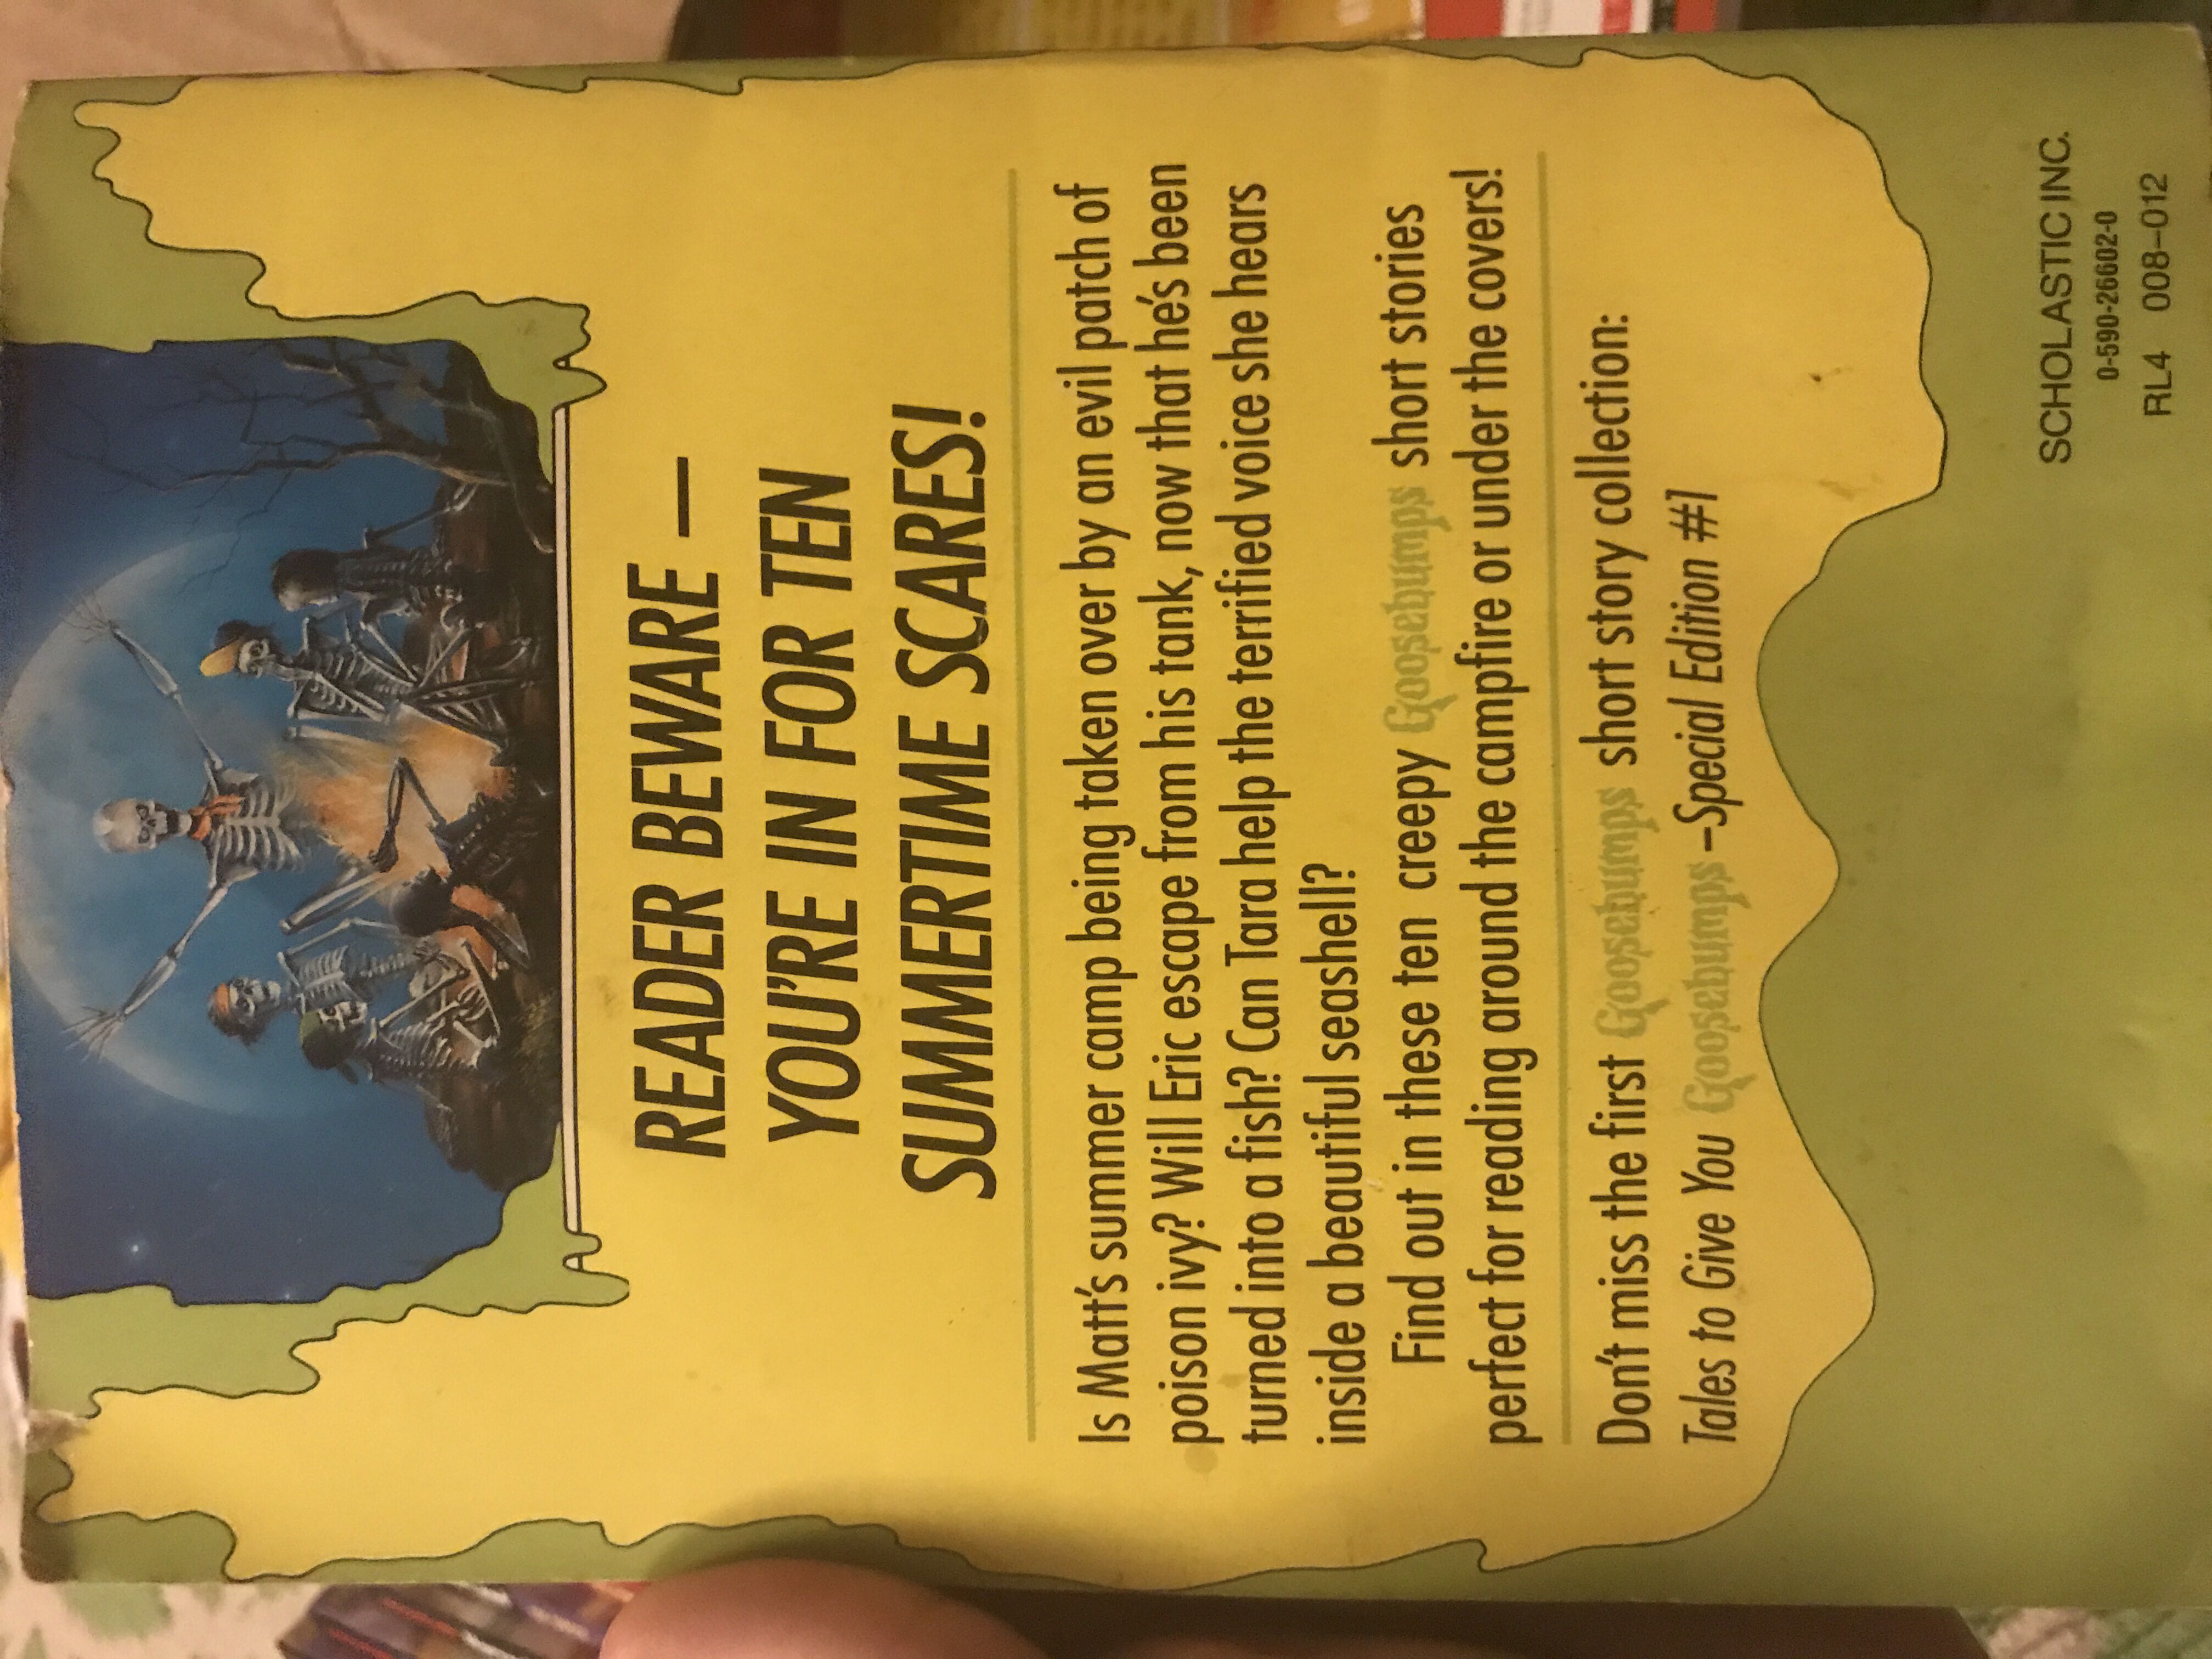 READER BEWARE –
YOU'RE IN FOR TEN
SUMMERTIME SCARES!
Is Matt's summer camp being taken over by an evil patch of
poison ivy? Will Eric escape from his tank, now that he's been
turned into a fish? Can Tara help the terrified voice she hears
inside a beautiful seashell?
Find out in these ten creepy Goosebumps short stories
perfect for reading around the campfire or under the covers!
Don't miss the first Goosebumps short story collection:
Tales to Give You Goosebumps –Special Edition #1
SCHOLASTIC INC.
0-590-26602-0
RL4 008–012